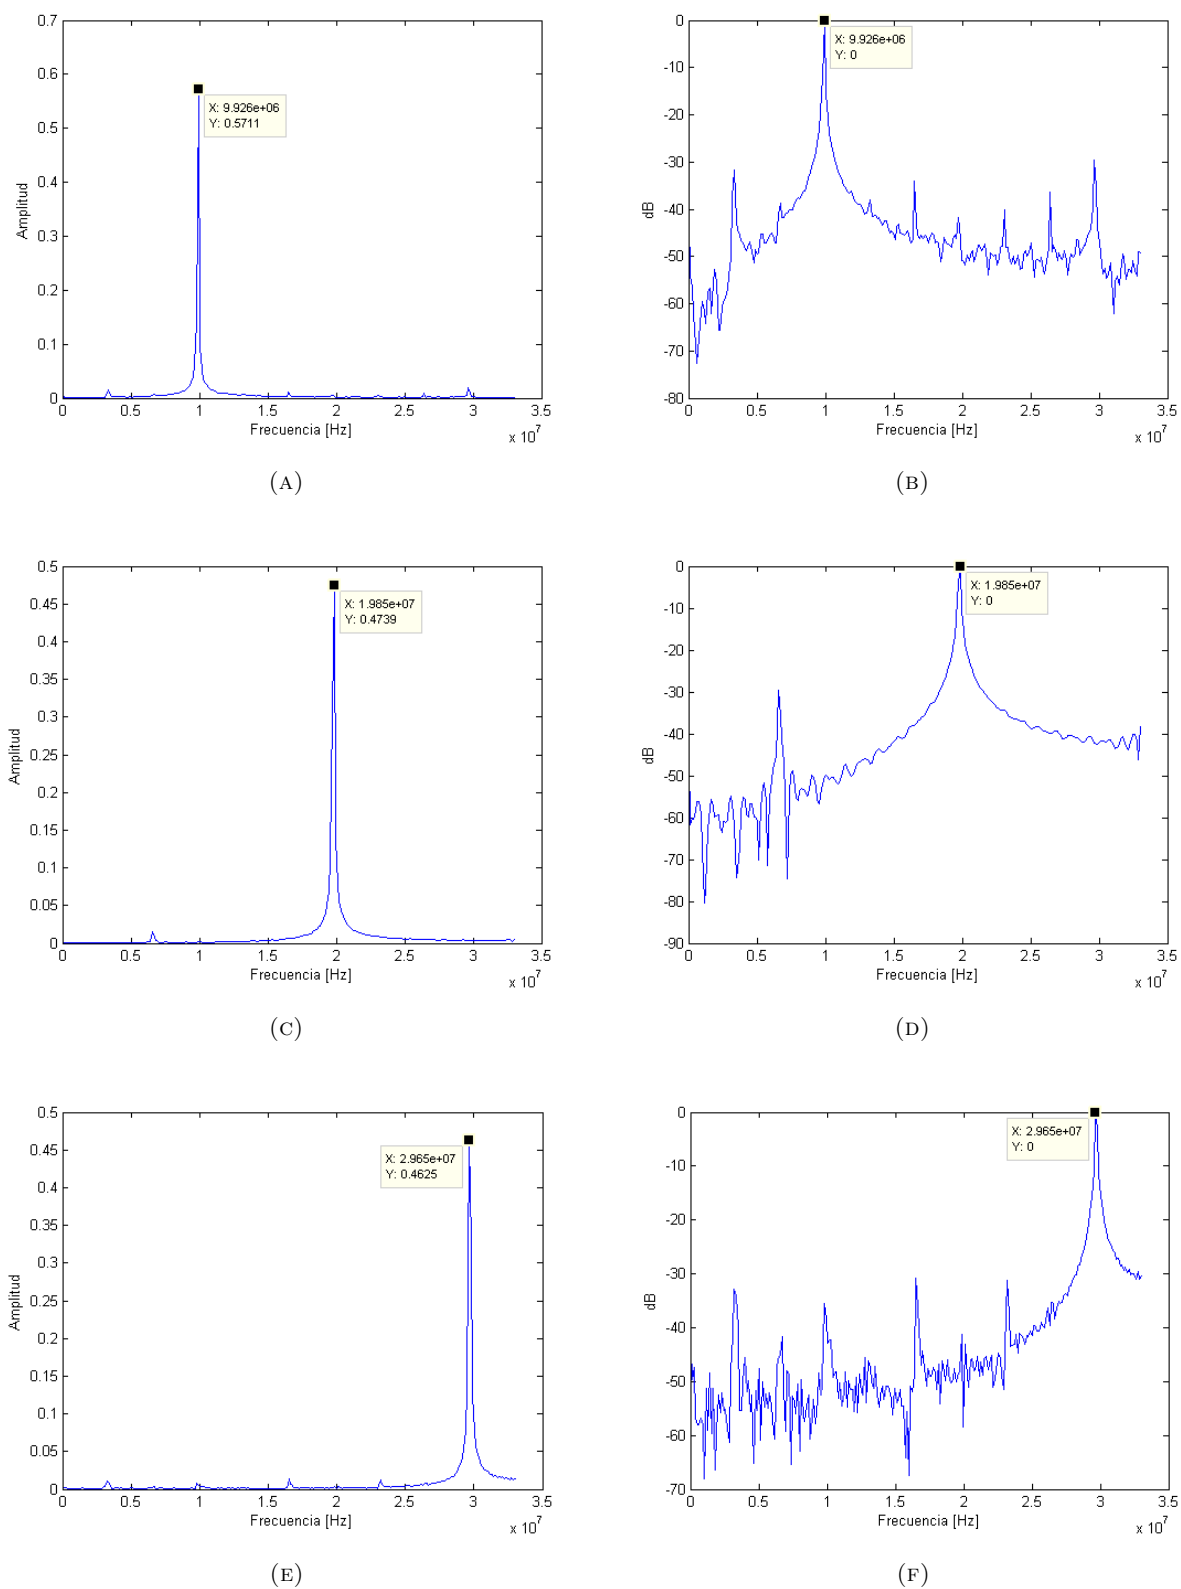 0.7
0.6
0.5
0.4
0.3
0.2
0.1
0
Amplitud
X: 9.926e+06
Y: 0.5711
0 0.5 1 1.5 2 2.5 3 3.5
Frecuencia [Hz]
x 10^7
(A)
0
-10
-20
-30
-40
-50
-60
-70
-80
dB
X: 9.926e+06
Y: 0
0 0.5 1 1.5 2 2.5 3 3.5
Frecuencia [Hz]
x 10^7
(B)
0.5
0.45
0.4
0.35
0.3
0.25
0.2
0.15
0.1
0.05
0
Amplitud
X: 1.985e+07
Y: 0.4739
0 0.5 1 1.5 2 2.5 3 3.5
Frecuencia [Hz]
x 10^7
(C)
0
-10
-20
-30
-40
-50
-60
-70
-80
-90
dB
X: 1.985e+07
Y: 0
0 0.5 1 1.5 2 2.5 3 3.5
Frecuencia [Hz]
x 10^7
(D)
0.5
0.45
0.4
0.35
0.3
0.25
0.2
0.15
0.1
0.05
0
Amplitud
X: 2.965e+07
Y: 0.4625
0 0.5 1 1.5 2 2.5 3 3.5
Frecuencia [Hz]
x 10^7
(E)
0
-10
-20
-30
-40
-50
-60
-70
dB
X: 2.965e+07
Y: 0
0 0.5 1 1.5 2 2.5 3 3.5
Frecuencia [Hz]
x 10^7
(F)